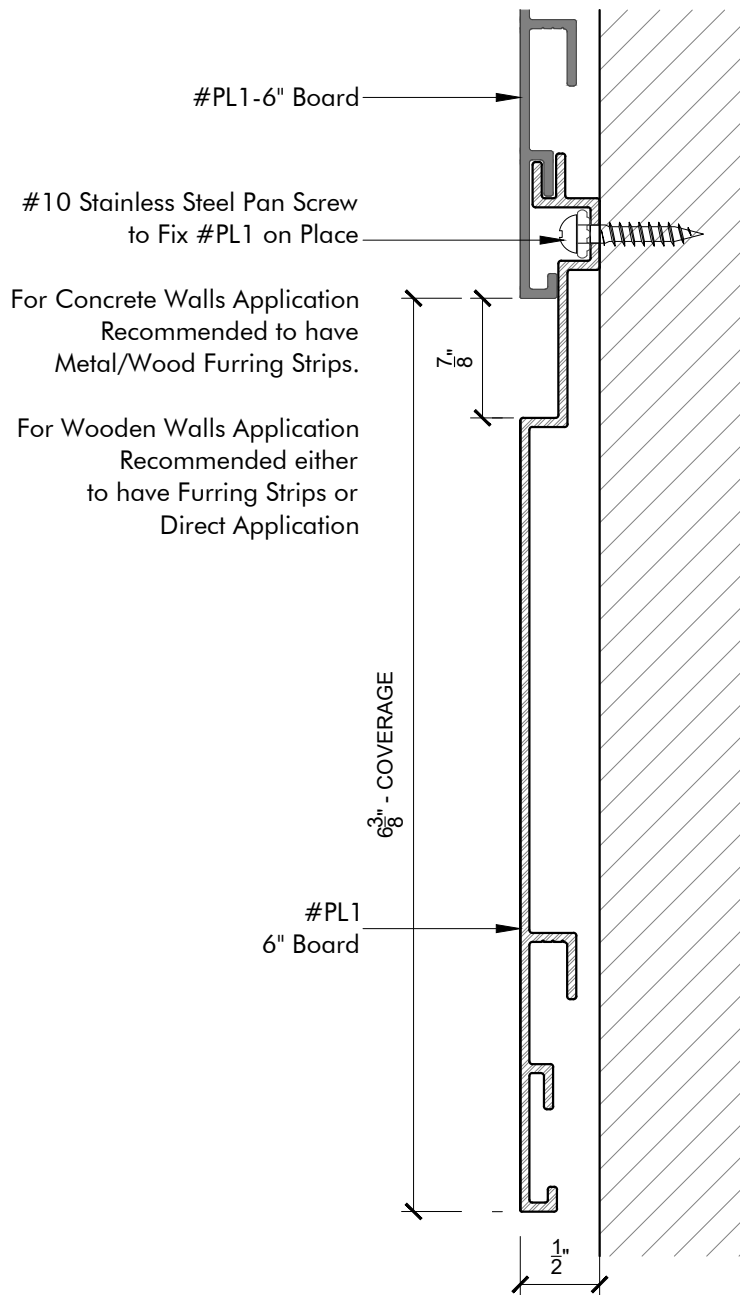 #PL1-6" Board
#10 Stainless Steel Pan Screw
to Fix #PL1 on Place
For Concrete Walls Application
Recommended to have
Metal/Wood Furring Strips.
7/8"
For Wooden Walls Application
Recommended either
to have Furring Strips or
Direct Application
6 3/8" - COVERAGE
#PL1
6" Board
1/2"